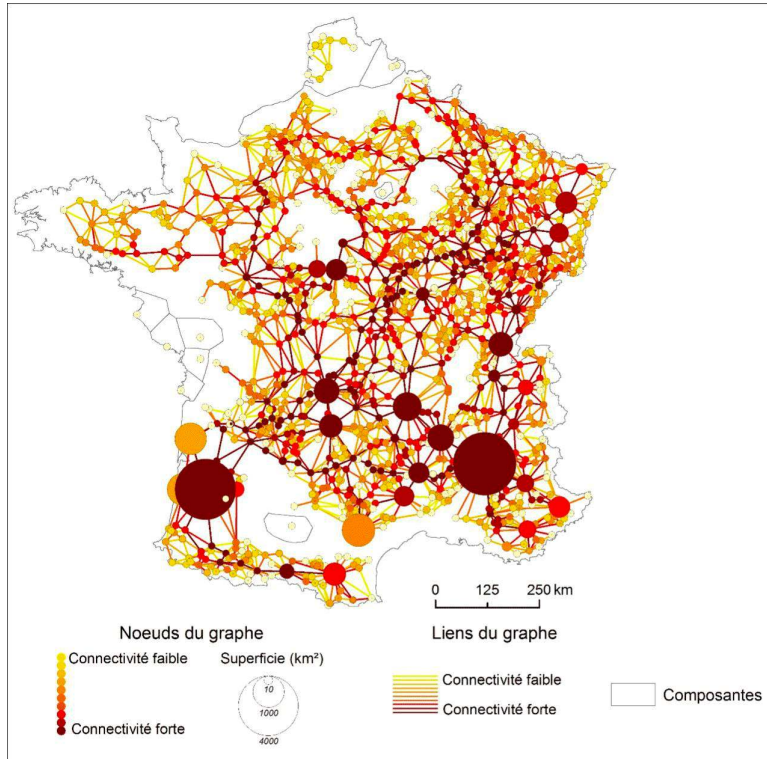 0 125 250 km
Noeuds du graphe
Connectivité faible
Connectivité forte
Superficie (km²)
10
1000
4000
Liens du graphe
Connectivité faible
Connectivité forte
Composantes